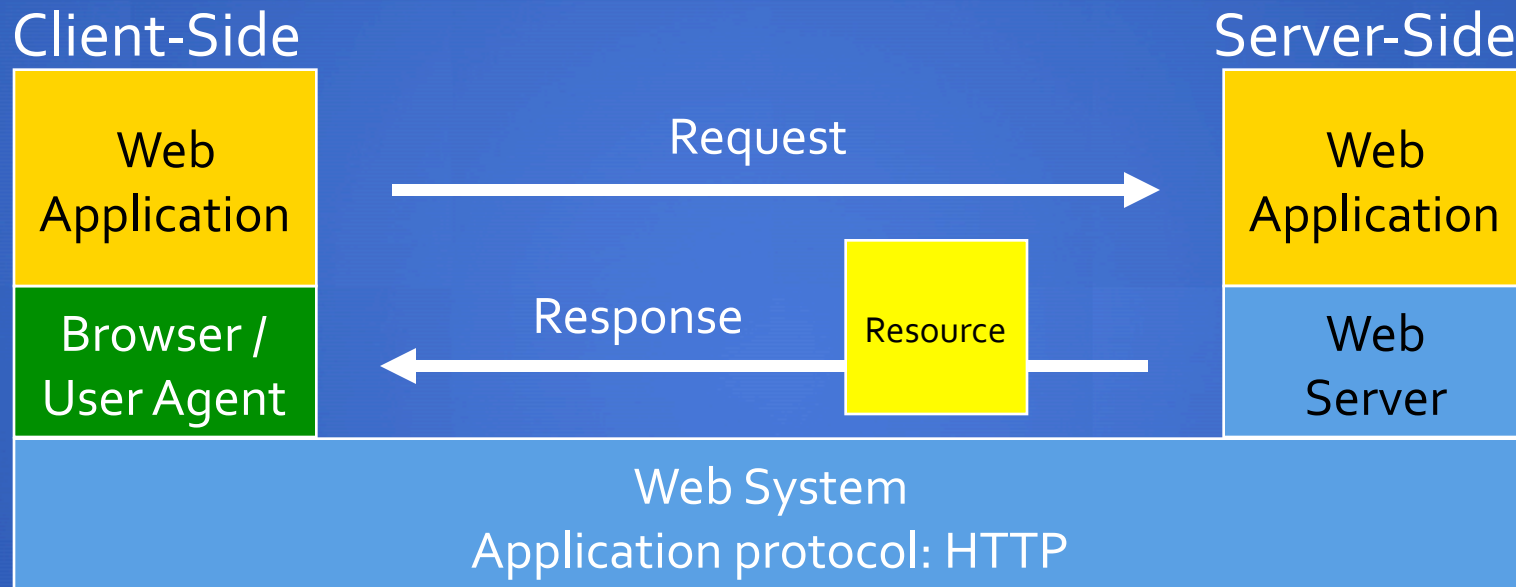 Client-Side
Server-Side
Web
Application
Request
Web
Application
Response
Resource
Browser /
User Agent
Web
Server
Web System
Application protocol: HTTP